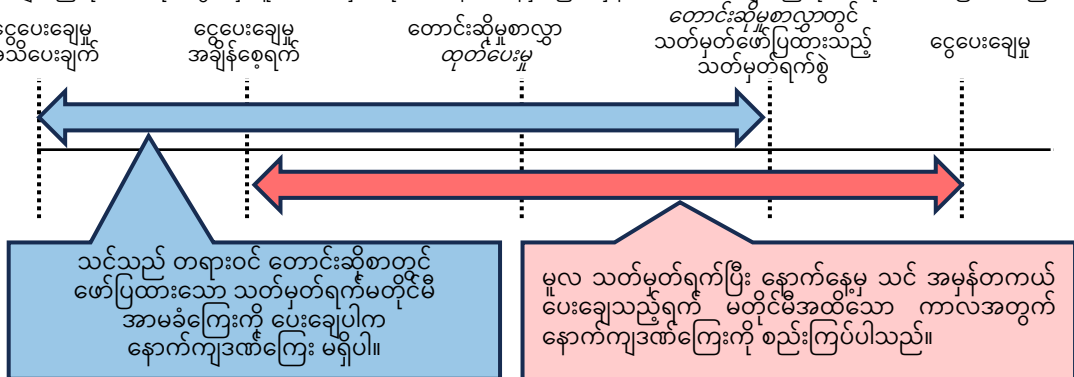 ငွေပေးချေမှု
အသိပေးချက်
ငွေပေးချေမှု
အချိန်စေ့ရက်
တောင်းဆိုမှုစာလွှာ
ထုတ်ပေးမှု
တောင်းဆိုမှုစာလွှာတွင်
သတ်မှတ်ဖော်ပြထားသည့်
သတ်မှတ်ရက်စွဲ
ငွေပေးချေမှု
သင်သည် တရားဝင် တောင်းဆိုစာတွင်
ဖော်ပြထားသော သတ်မှတ်ရက်မတိုင်မီ
အာမခံကြေးကို ပေးချေပါက
နောက်ကျဒဏ်ကြေး မရှိပါ။
မူလ သတ်မှတ်ရက်ပြီး နောက်နေ့မှ သင် အမှန်တကယ်
ပေးချေသည့်ရက် မတိုင်မီအထိသော ကာလအတွက်
နောက်ကျဒဏ်ကြေးကို စည်းကြပ်ပါသည်။